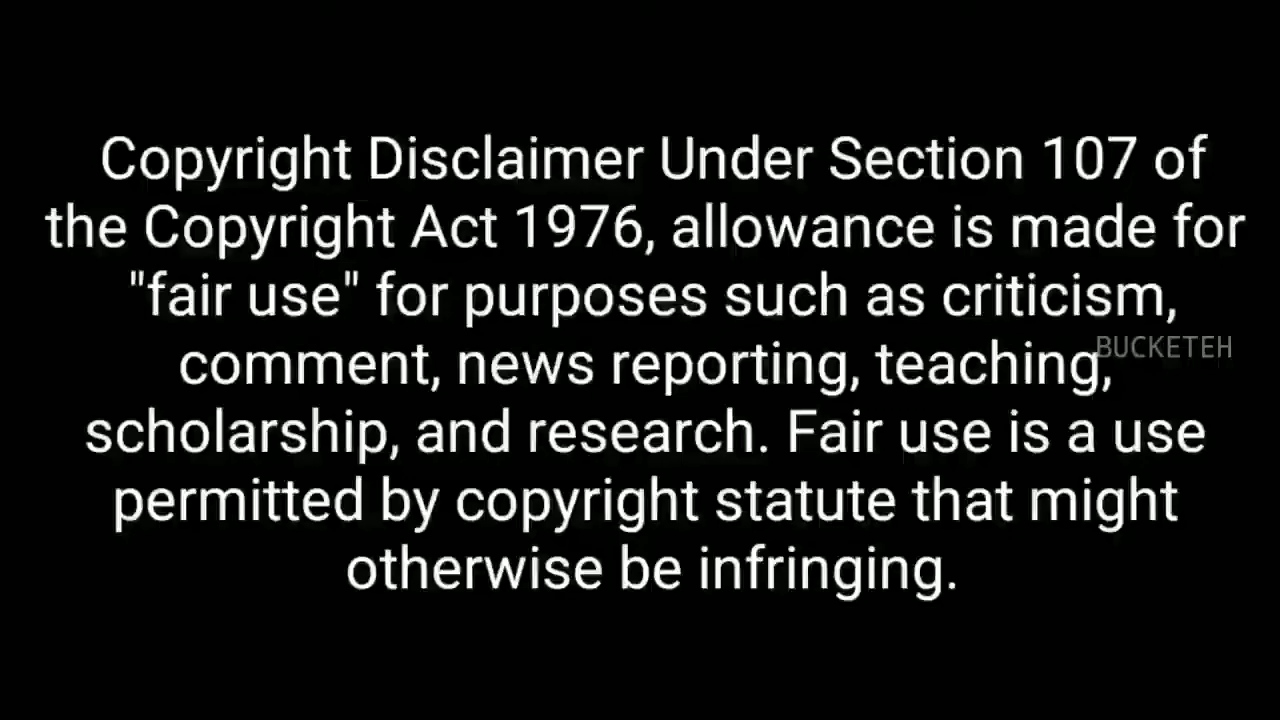 Copyright Disclaimer Under Section 107 of
the Copyright Act 1976, allowance is made for
"fair use" for purposes such as criticism,
comment, news reporting, teaching,
BUCKETEH
scholarship, and research. Fair use is a use
permitted by copyright statute that might
otherwise be infringing.